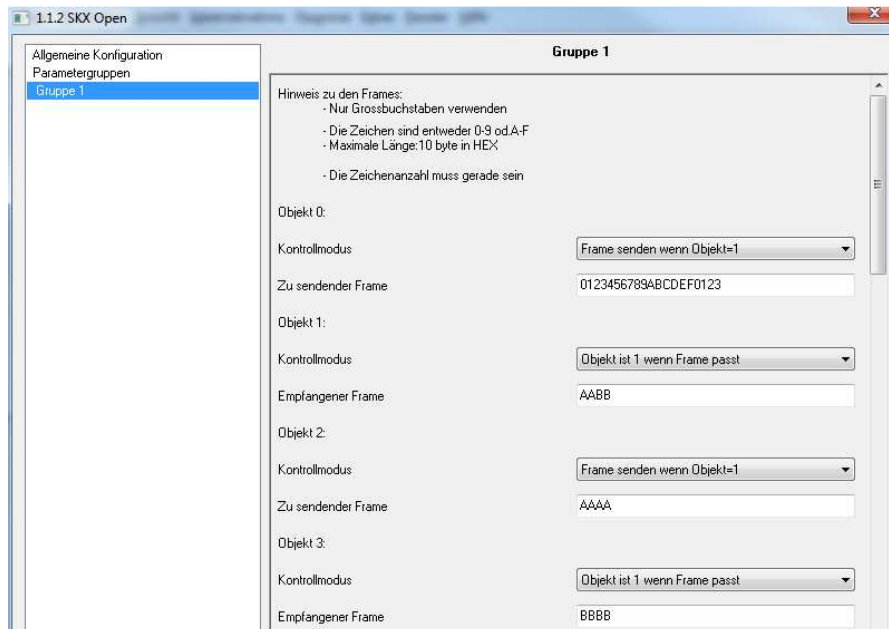 1.1.2 SKX Open
Allgemeine Konfiguration
Parametergruppen
Gruppe 1
Gruppe 1
Hinweis zu den Frames:
- Nur Grossbuchstaben verwenden
- Die Zeichen sind entweder 0-9 od.A-F
- Maximale Länge:10 byte in HEX
- Die Zeichenanzahl muss gerade sein
Objekt 0:
Kontrollmodus Frame senden wenn Objekt=1
Zu sendender Frame 0123456789ABCDEF0123
Objekt 1:
Kontrollmodus Objekt ist 1 wenn Frame passt
Empfangener Frame AABB
Objekt 2:
Kontrollmodus Frame senden wenn Objekt=1
Zu sendender Frame AAAA
Objekt 3:
Kontrollmodus Objekt ist 1 wenn Frame passt
Empfangener Frame BBBB